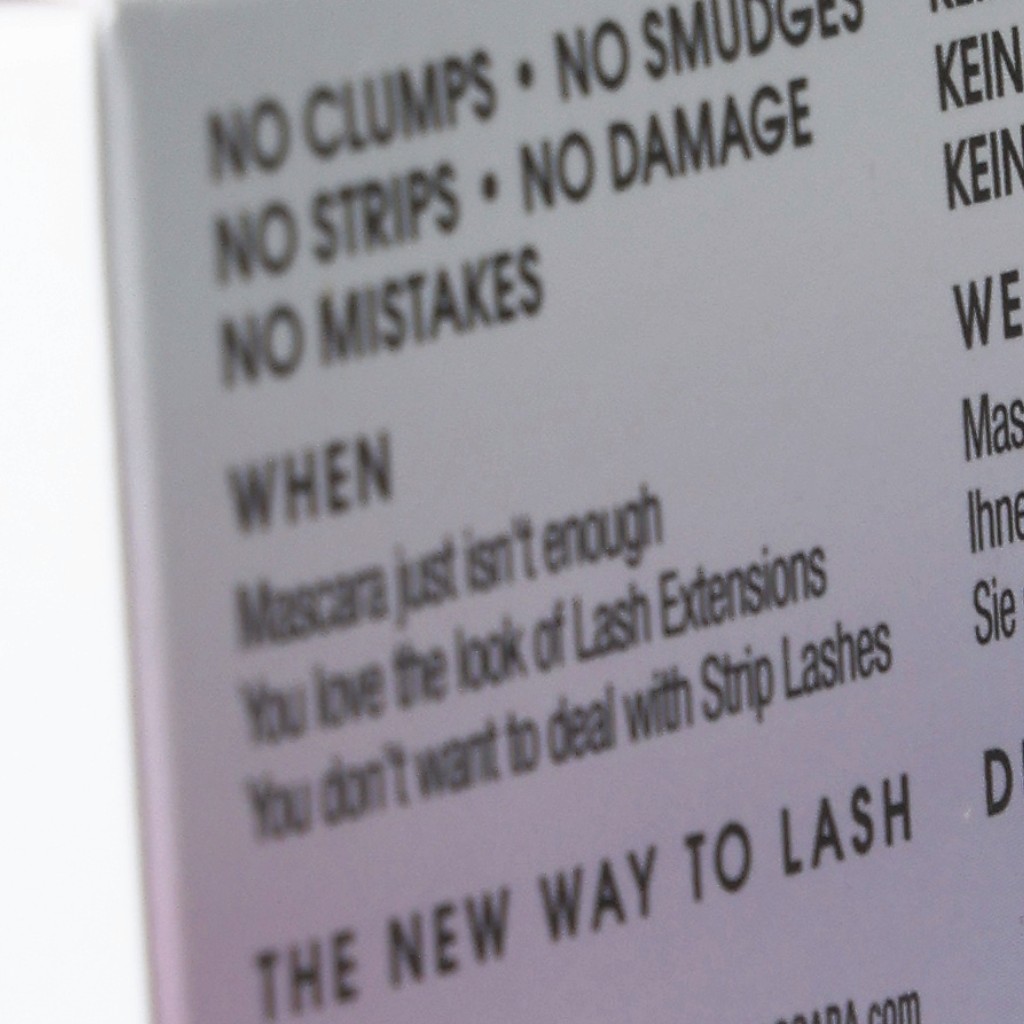 NO CLUMPS • NO SMUDGES
NO STRIPS • NO DAMAGE
NO MISTAKES
WHEN
Mascara just isn't enough
You love the look of Lash Extensions
You don't want to deal with Strip Lashes
THE NEW WAY TO LASH
.com
KEIN
KEIN
WE
Mas
Ihne
Sie
D